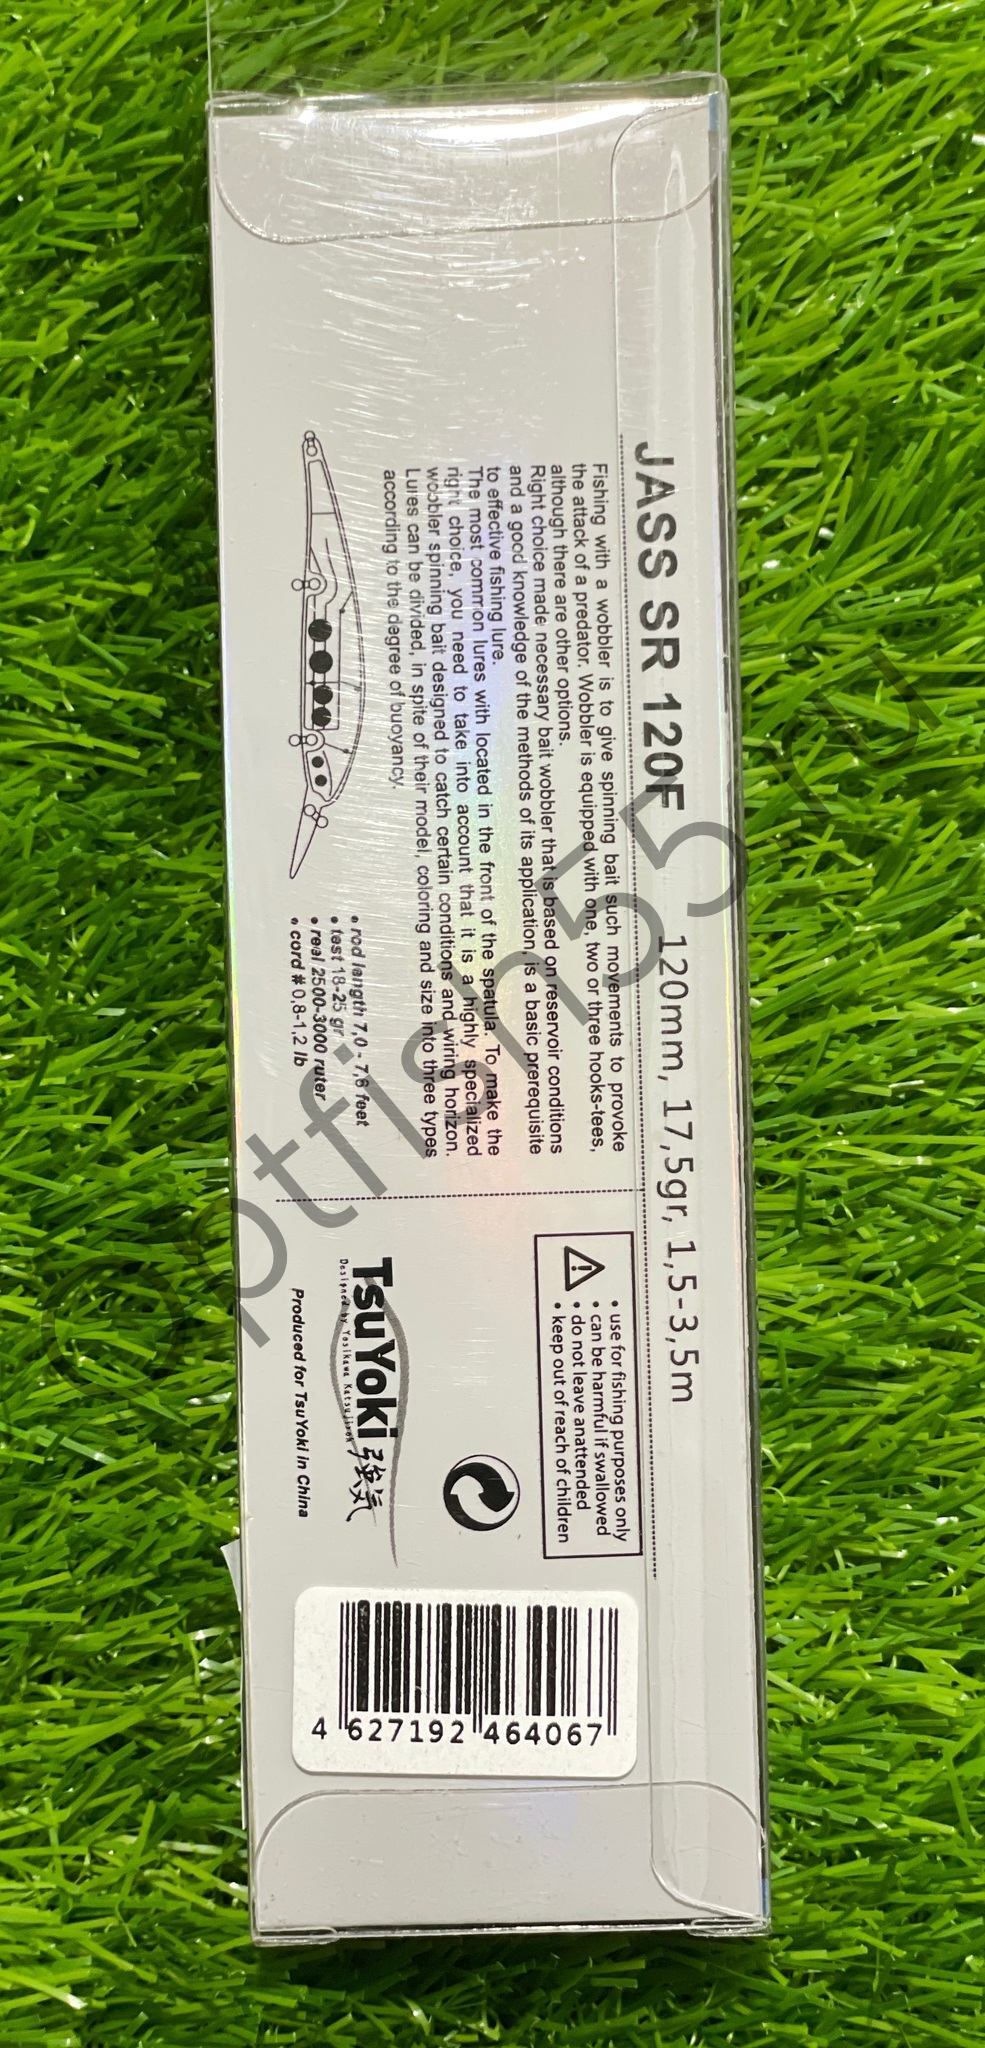 JASS SR 120F 120mm, 17,5gr, 1,5-3,5m
Fishing with a wobbler is to give spinning bait such movements to provoke
the attack of a predator. Wobbler is equipped with one, two or three hooks-tees,
although there are other options.
Right choice made necessary bait wobbler that is based on reservoir conditions
and a good knowledge of the methods of its application, is a basic prerequisite
to effective fishing lure.
The most common lures with located in the front of the spatula. To make the
right choice, you need to take into account that it is a highly specialized
wobbler spinning bait designed to catch certain conditions and wiring horizon.
Lures can be divided, in spite of their model, coloring and size into three types
according to the degree of buoyancy.
• rod length 7,0 - 7,6 feet
• test 18-25 gr
• real 2500-3000 ruter
• cord # 0,8-1,2 lb
• use for fishing purposes only
• can be harmful if swallowed
• do not leave anattended
• keep out of reach of children
TsuYoki 強気
Designed by Yosikawa
Produced for TsuYoki in China
4 627192 464067
optfish55.ru